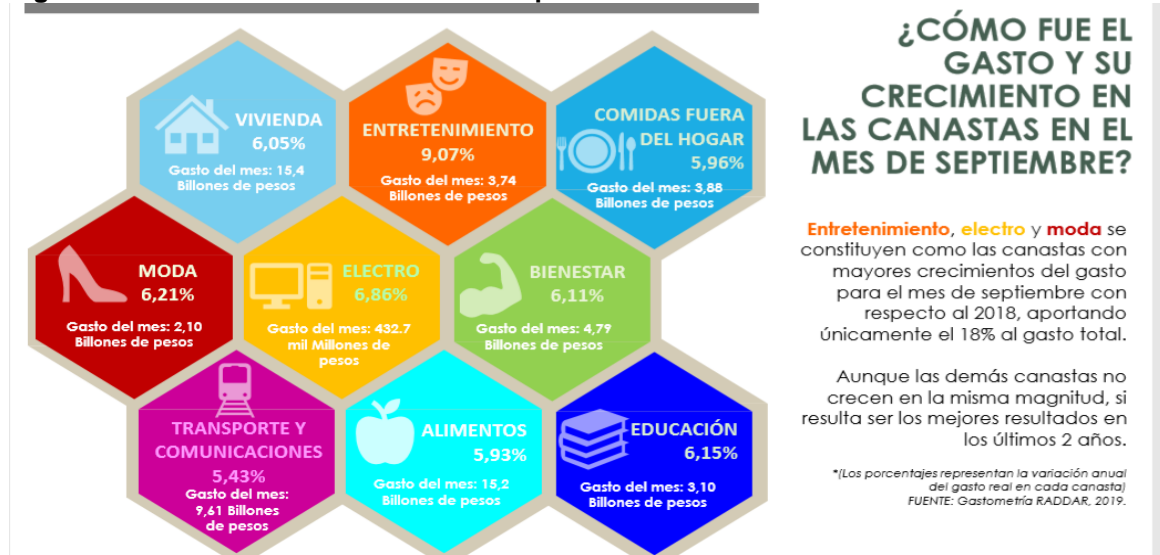 ¿CÓMO FUE EL
GASTO Y SU
CRECIMIENTO EN
LAS CANASTAS EN EL
MES DE SEPTIEMBRE?
VIVIENDA
6,05%
Gasto del mes: 15,4
Billones de pesos
ENTRETENIMIENTO
9,07%
Gasto del mes: 3,74
Billones de pesos
COMIDAS FUERA
DEL HOGAR
5,96%
Gasto del mes: 3,88
Billones de pesos
MODA
6,21%
Gasto del mes: 2,10
Billones de pesos
ELECTRO
6,86%
Gasto del mes: 432.7
mil Millones de
pesos
BIENESTAR
6,11%
Gasto del mes: 4,79
Billones de pesos
TRANSPORTE Y
COMUNICACIONES
5,43%
Gasto del mes:
9,61 Billones
de pesos
ALIMENTOS
5,93%
Gasto del mes: 15,2
Billones de pesos
EDUCACIÓN
6,15%
Gasto del mes: 3,10
Billones de pesos
Entretenimiento, electro y moda se
constituyen como las canastas con
mayores crecimientos del gasto
para el mes de septiembre con
respecto al 2018, aportando
únicamente el 18% al gasto total.
Aunque las demás canastas no
crecen en la misma magnitud, si
resulta ser los mejores resultados en
los últimos 2 años.
*(Los porcentajes representan la variación anual
del gasto real en cada canasta)
FUENTE: Gastometría RADDAR, 2019.